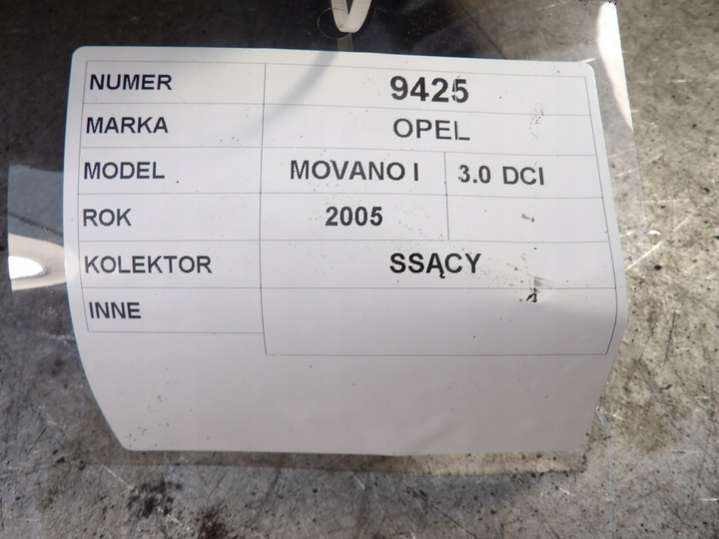 NUMER 9425
MARKA OPEL
MODEL MOVANO I 3.0 DCI
ROK 2005 -
KOLEKTOR SSĄCY
INNE